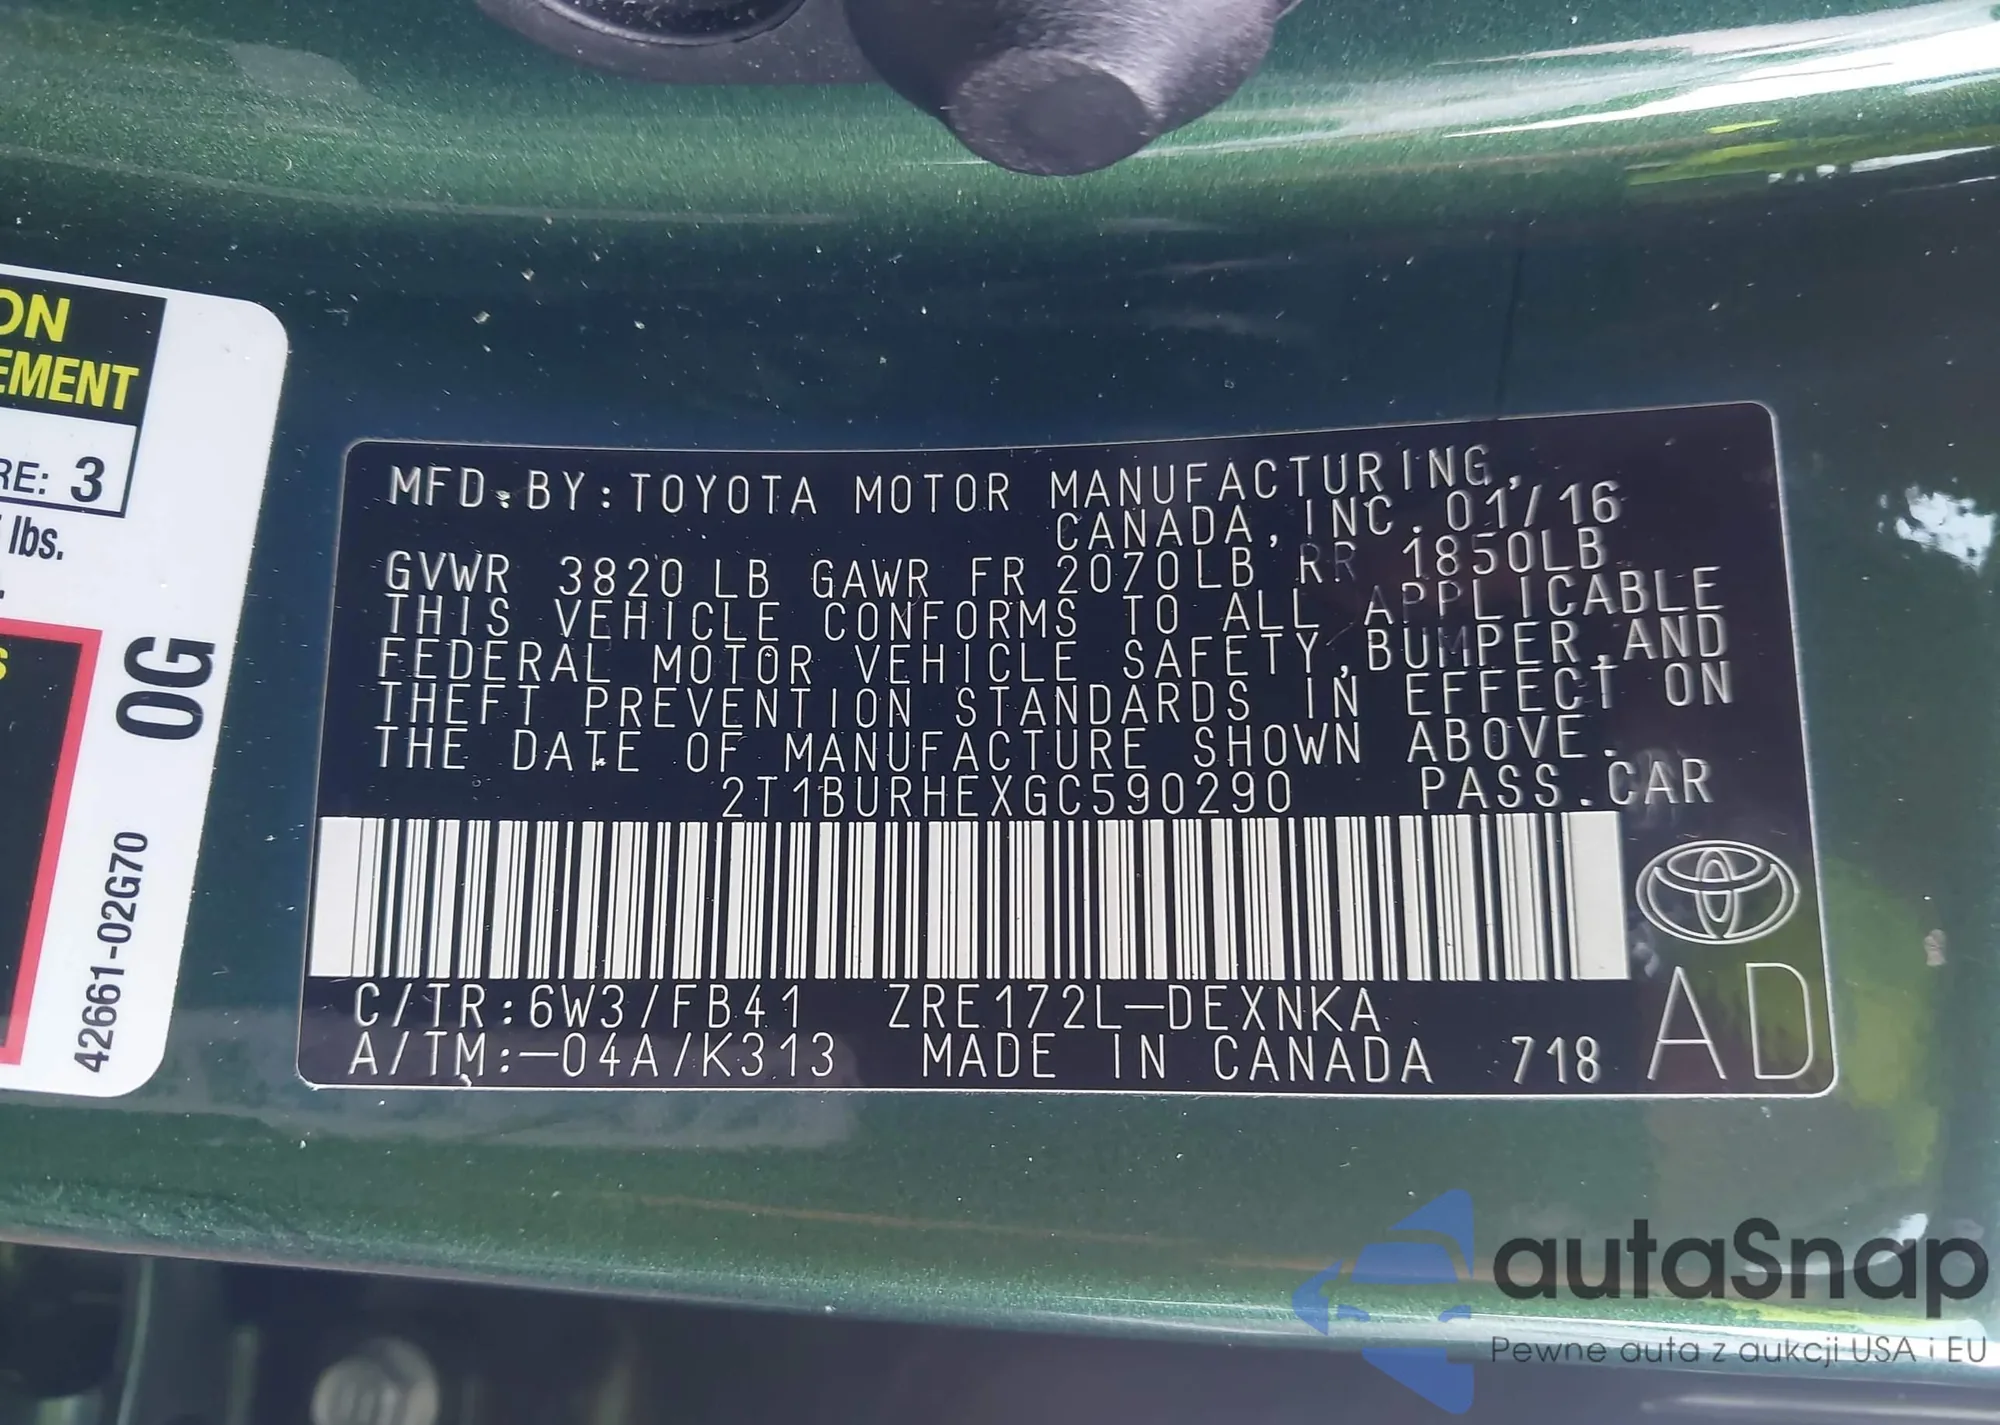 ON
EMENT
RE: 3
lbs.
S
0G
42661-02G70
MFD.BY:TOYOTA MOTOR MANUFACTURING,
CANADA, INC. 01/16
GVWR 3820 LB GAWR FR 2070LB RR 1850LB
THIS VEHICLE CONFORMS TO ALL APPLICABLE
FEDERAL MOTOR VEHICLE SAFETY, BUMPER, AND
THEFT PREVENTION STANDARDS IN EFFECT ON
THE DATE OF MANUFACTURE SHOWN ABOVE.
2T1BURHEXGC590290 PASS.CAR
C/TR:6W3/FB41 ZRE172L-DEXNKA
A/TM:-04A/K313 MADE IN CANADA 718
AD
autaSnap
Pewne auta z aukcji USA i EU